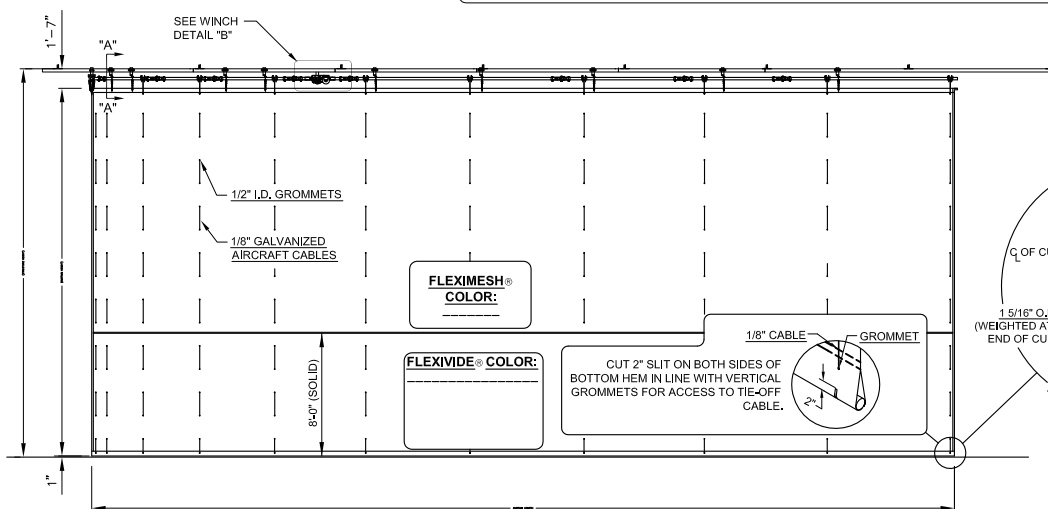 SEE WINCH
DETAIL "B"
1'-7"
"A"
"A"
1/2" I.D. GROMMETS
1/8" GALVANIZED
AIRCRAFT CABLES
FLEXIMESH®
COLOR:
_______
FLEXIVIDE® COLOR:
8'-0" (SOLID)
1/8" CABLE
GROMMET
CUT 2" SLIT ON BOTH SIDES OF
BOTTOM HEM IN LINE WITH VERTICAL
GROMMETS FOR ACCESS TO TIE-OFF
CABLE.
2"
℄ OF CU
1 5/16" O.
(WEIGHTED AT
END OF CU
1"